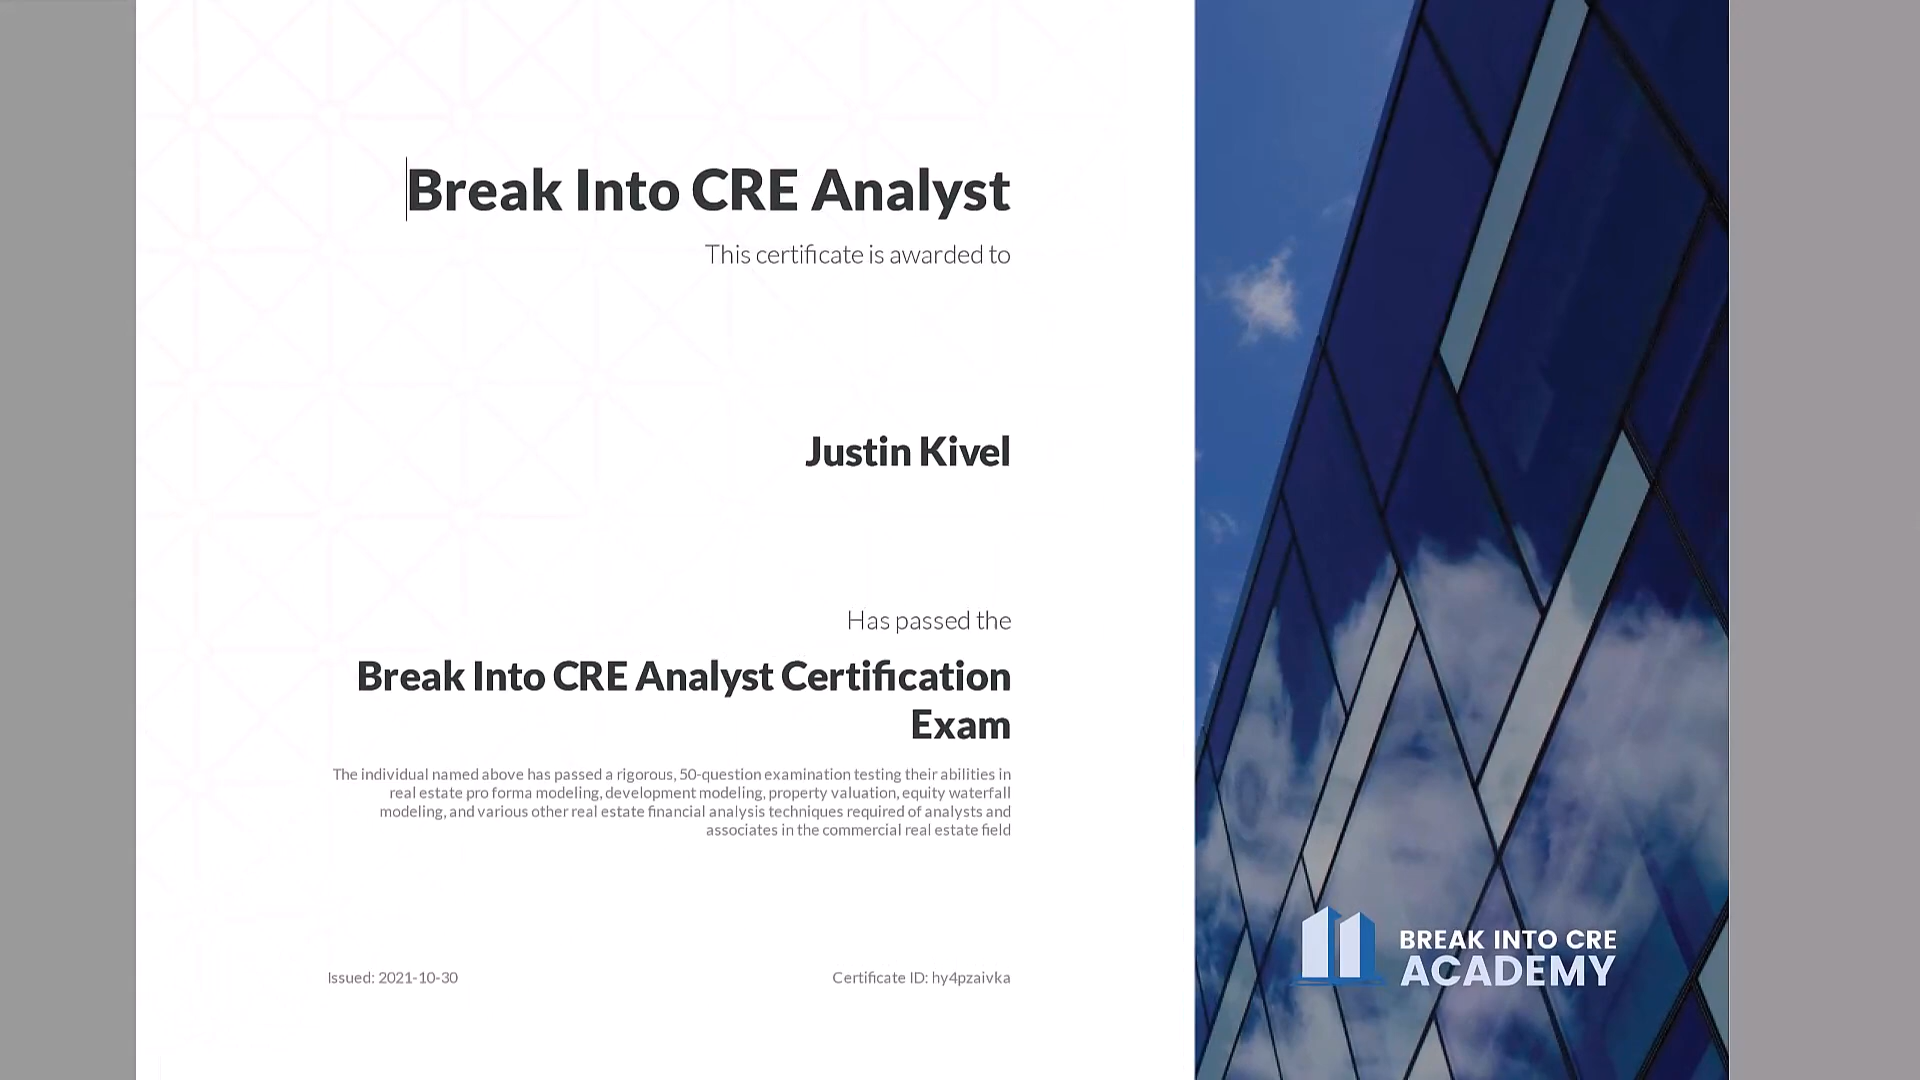 Break Into CRE Analyst
This certificate is awarded to
Justin Kivel
Has passed the
Break Into CRE Analyst Certification
Exam
The individual named above has passed a rigorous, 50-question examination testing their abilities in
real estate pro forma modeling, development modeling, property valuation, equity waterfall
modeling, and various other real estate financial analysis techniques required of analysts and
associates in the commercial real estate field
Issued: 2021-10-30
Certificate ID: hy4pzaivka
BREAK INTO CRE
ACADEMY